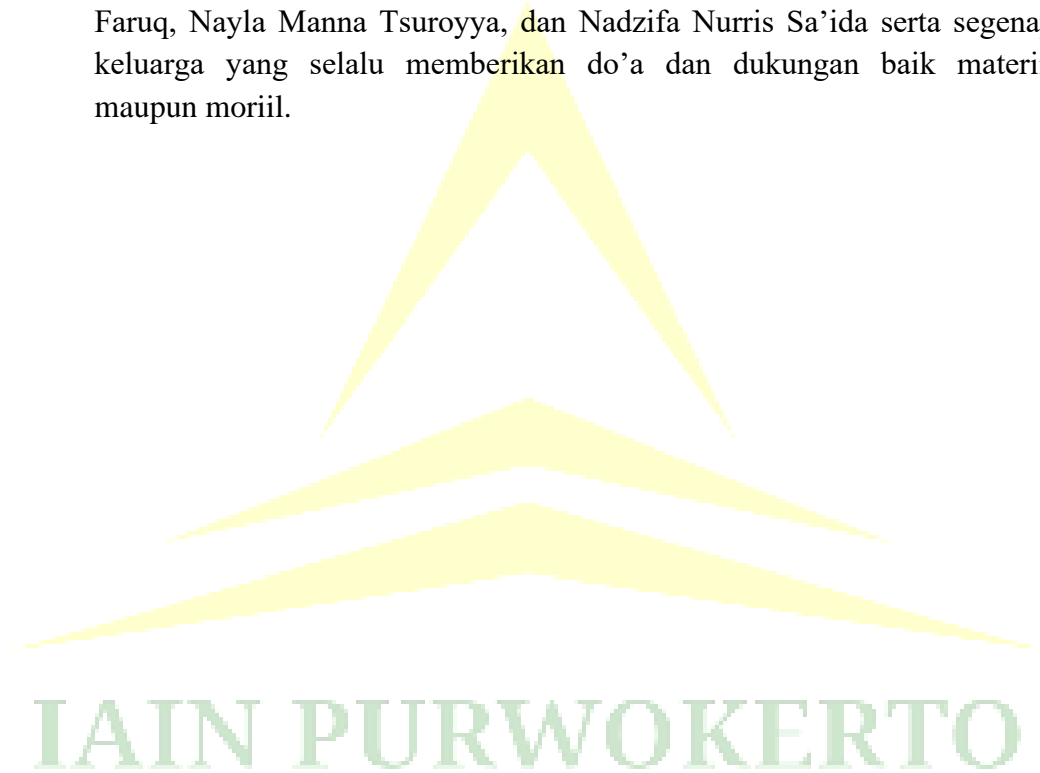 Faruq, Nayla Manna Tsuroyya, dan Nadzifa Nurris Sa’ida serta segena
keluarga yang selalu memberikan do’a dan dukungan baik materi
maupun moriil.
IAIN PURWOKERTO